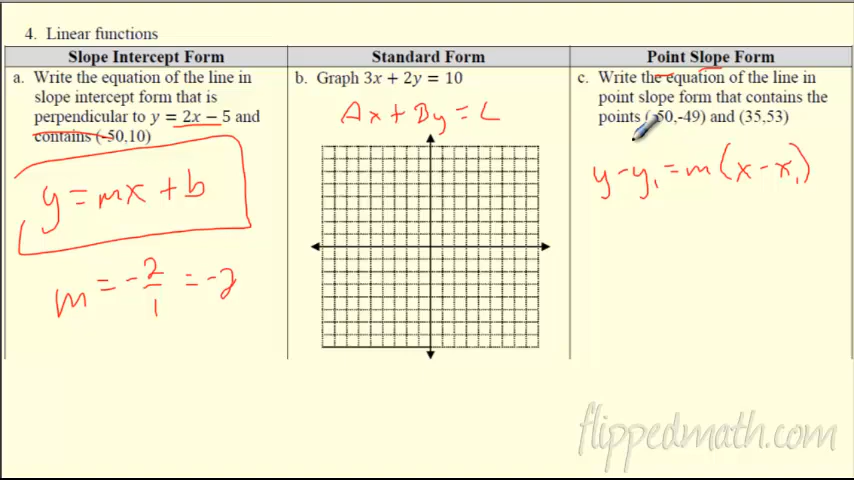 4. Linear functions
Slope Intercept Form
a. Write the equation of the line in
slope intercept form that is
perpendicular to y = 2x − 5 and
contains (-50,10)
y = mx + b
m = -2/1 = -2
Standard Form
b. Graph 3x + 2y = 10
Ax + By = C
Point Slope Form
c. Write the equation of the line in
point slope form that contains the
points (-50,-49) and (35,53)
y - y₁ = m(x - x₁)
flippedmath.com